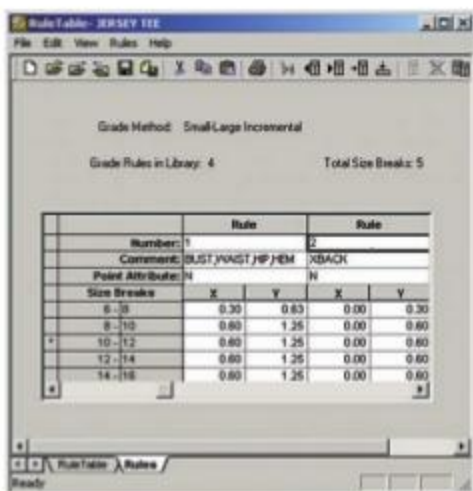 RuleTable- JERSEY TEE
File Edit View Rules Help
Grade Method: Small-Large Incremental
Grade Rules in Library: 4 Total Size Breaks: 5
Rule Rule
Number: 1 2
Comment: BUST,WAIST,HIP,HEM XBACK
Point Attribute: N N
Size Breaks X Y X Y
6 - 8 0.30 0.63 0.00 0.30
8 - 10 0.60 1.25 0.00 0.60
* 10 - 12 0.60 1.25 0.00 0.60
12 - 14 0.60 1.25 0.00 0.60
14 - 16 0.60 1.25 0.00 0.60
RuleTable Rules
Ready